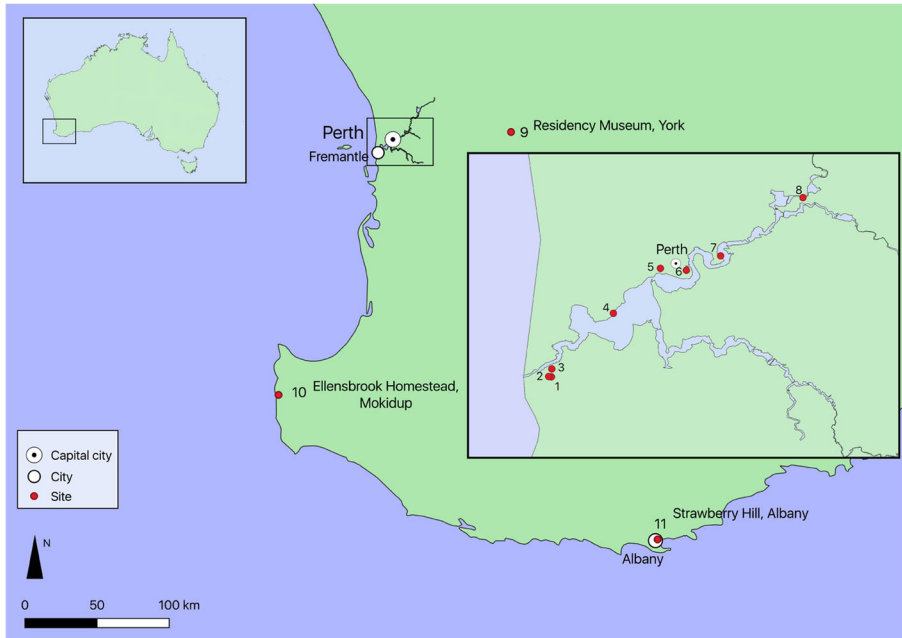 Perth
Fremantle
9 Residency Museum, York
8
Perth
7
5
6
4
3
2
1
10 Ellensbrook Homestead,
Mokidup
Capital city
City
Site
11
Strawberry Hill, Albany
Albany
N
0 50 100 km